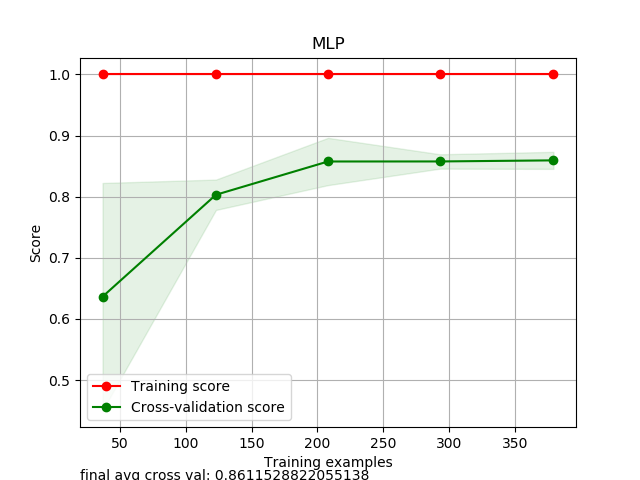 MLP
1.0
0.9
0.8
0.7
0.6
0.5
Score
Training score
Cross-validation score
50 100 150 200 250 300 350
Training examples
final avg cross val: 0.8611528822055138